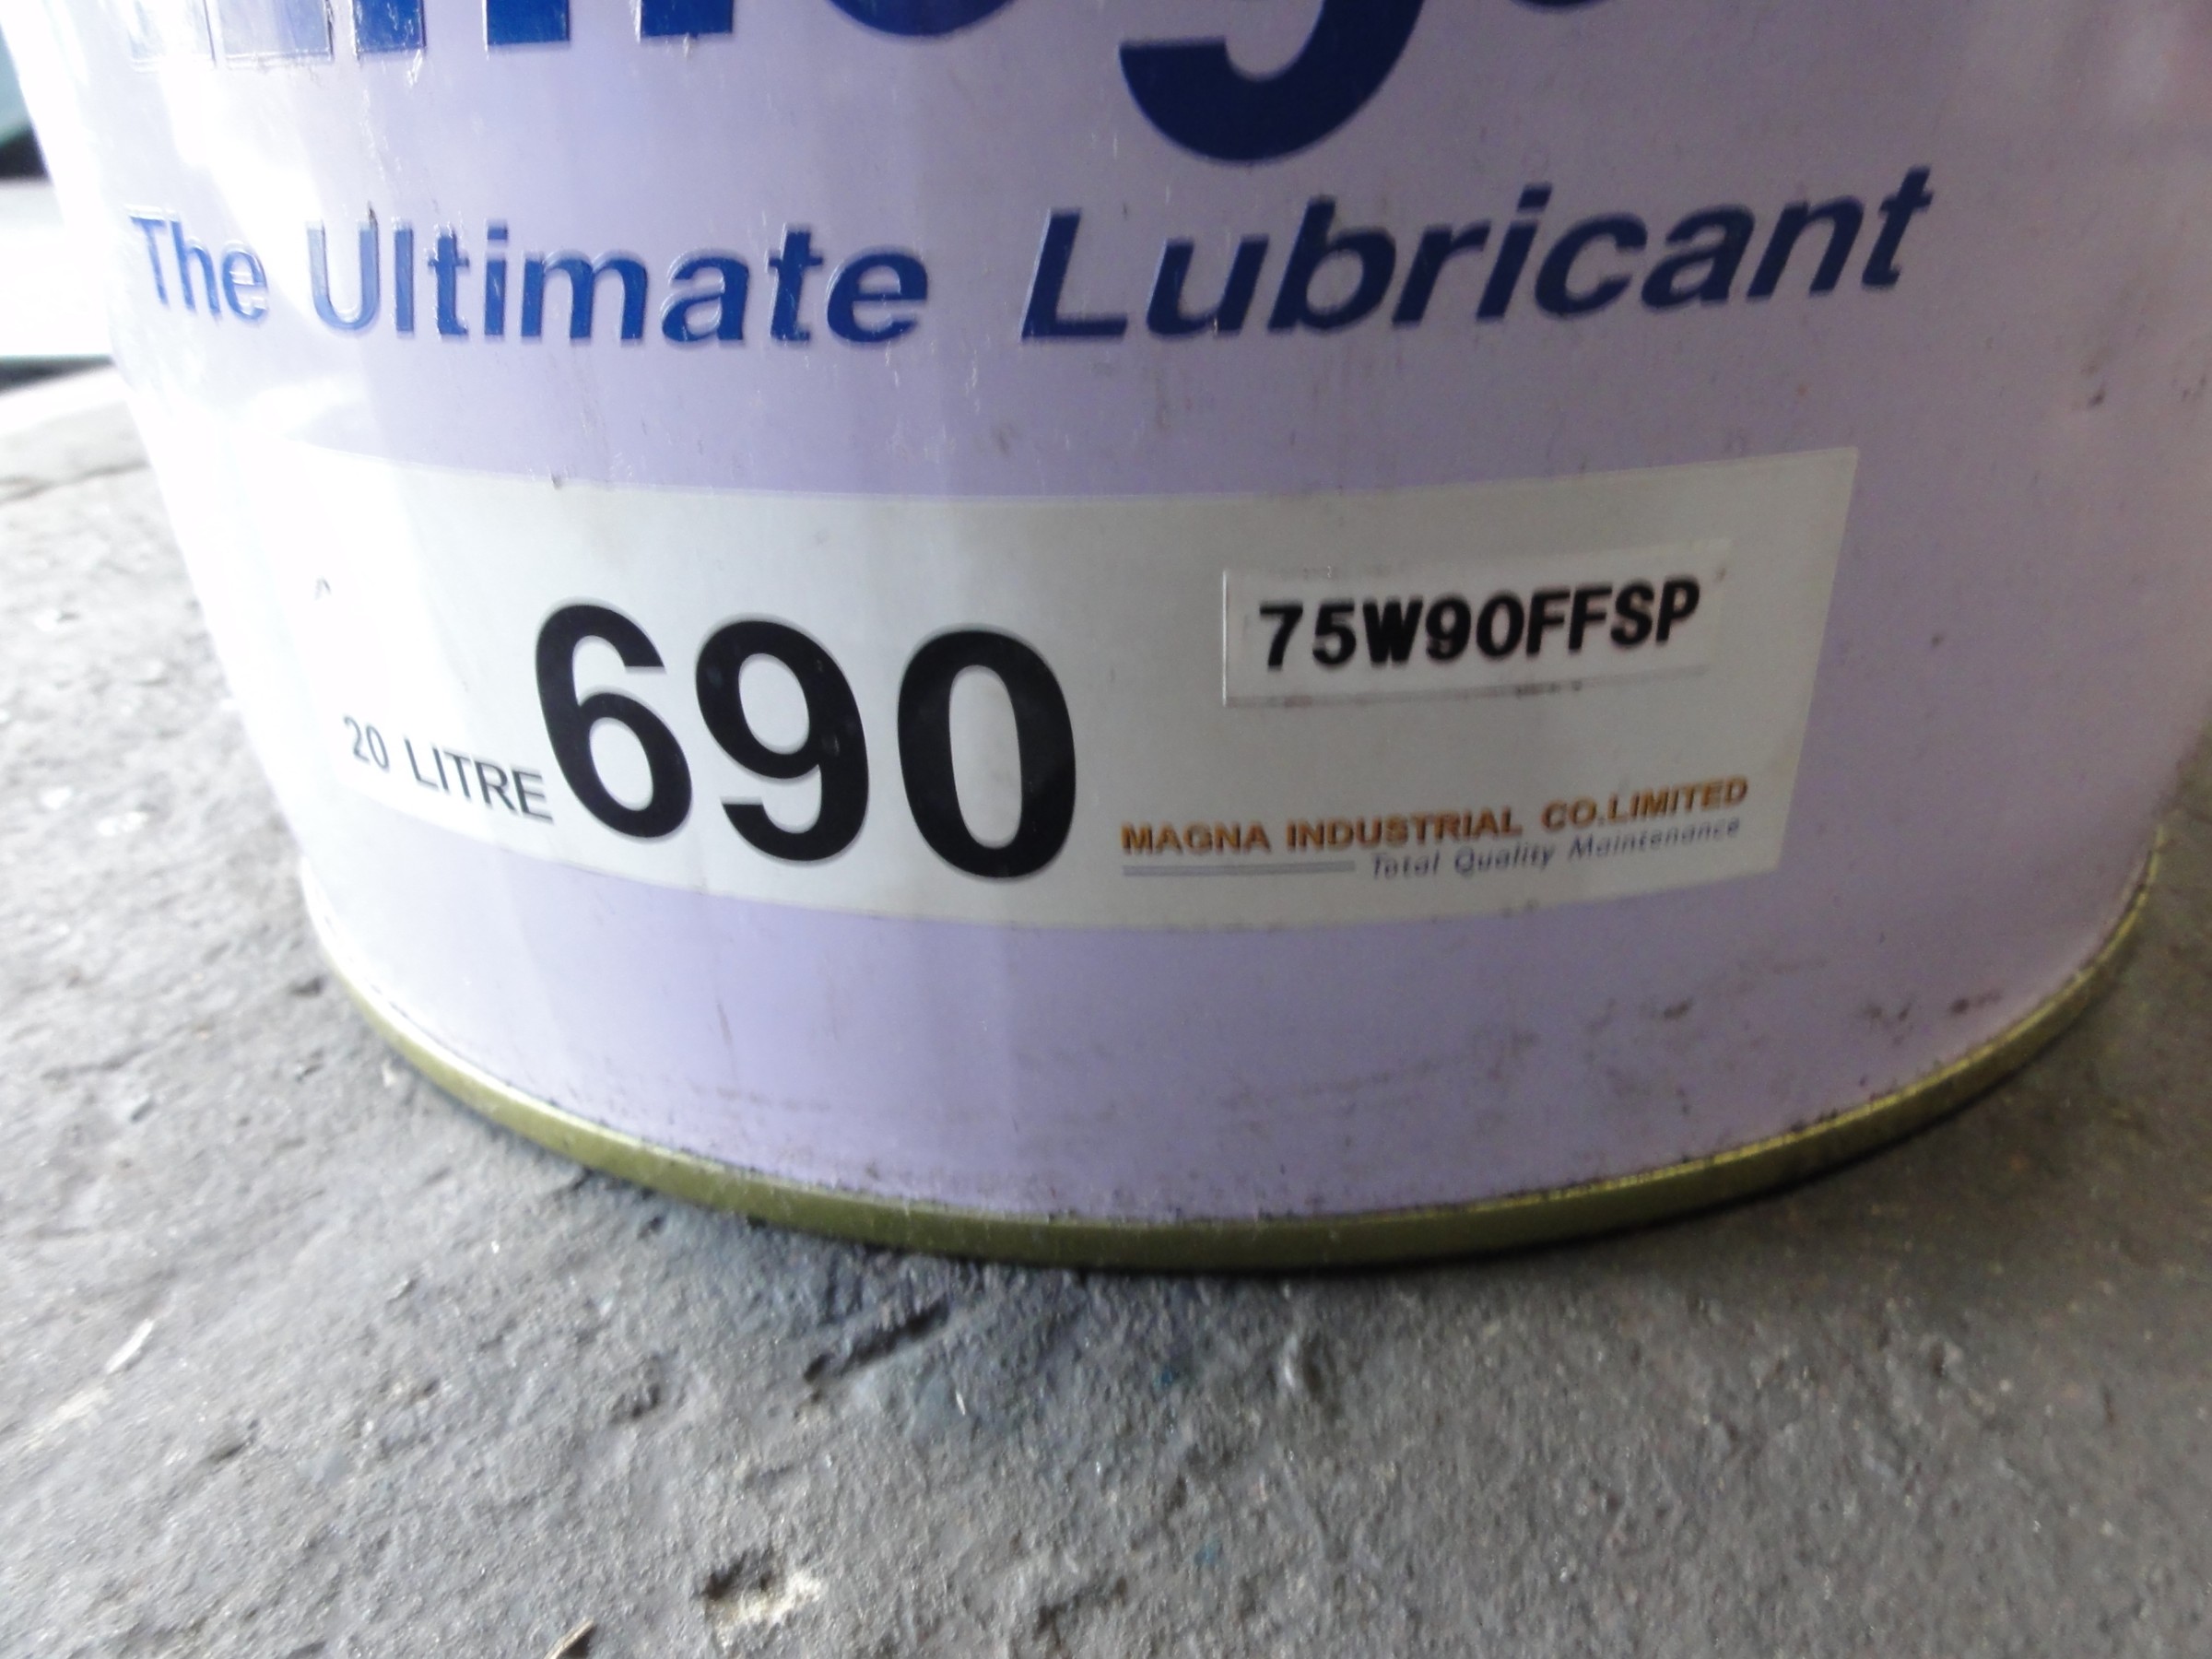 The Ultimate Lubricant
75W90FFSP
20 LITRE 690
MAGNA INDUSTRIAL CO.LIMITED
Total Quality Maintenance